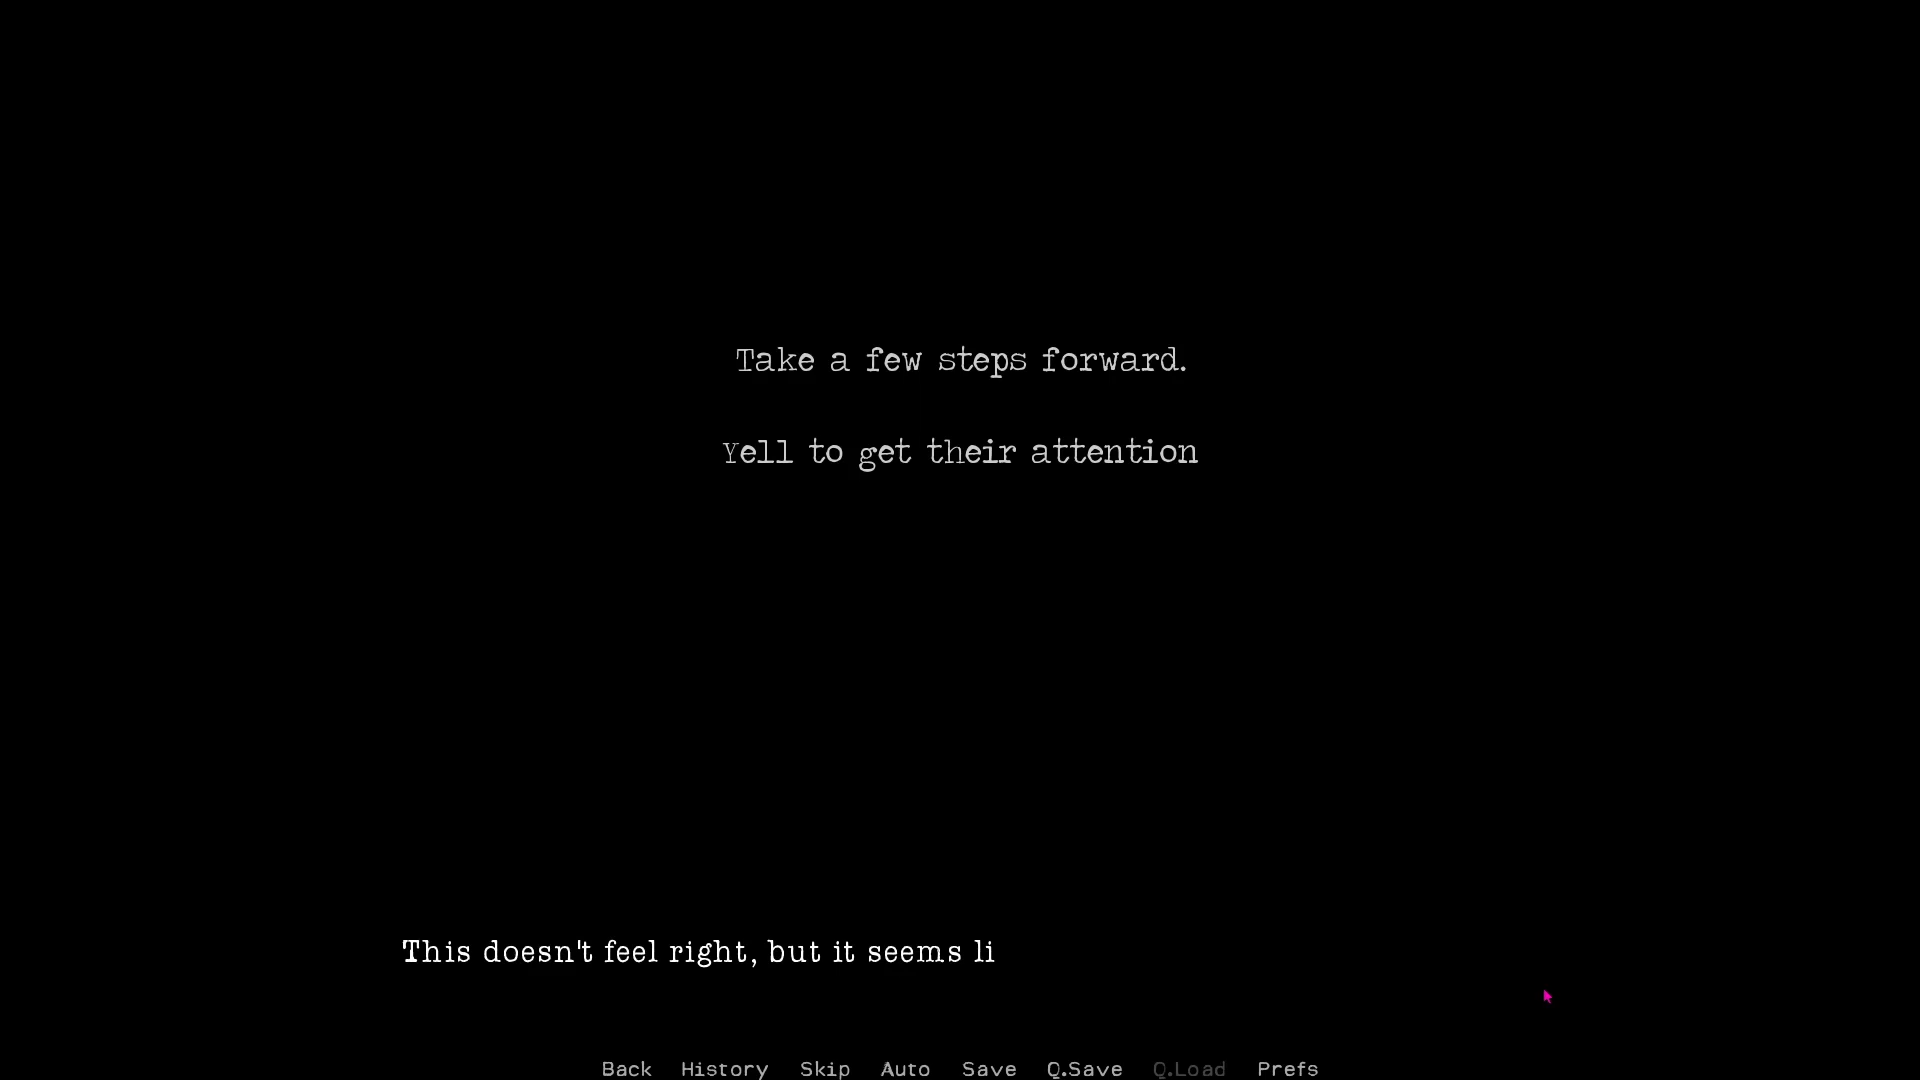 Take a few steps forward.
Yell to get their attention
This doesn't feel right, but it seems li
Back History Skip Auto Save Q.Save Q.Load Prefs